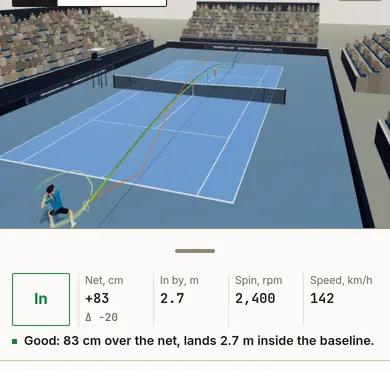 Net, cm
In by, m
Spin, rpm
Speed, km/h
In
+83
2.7
2,400
142
Δ -20
Good: 83 cm over the net, lands 2.7 m inside the baseline.